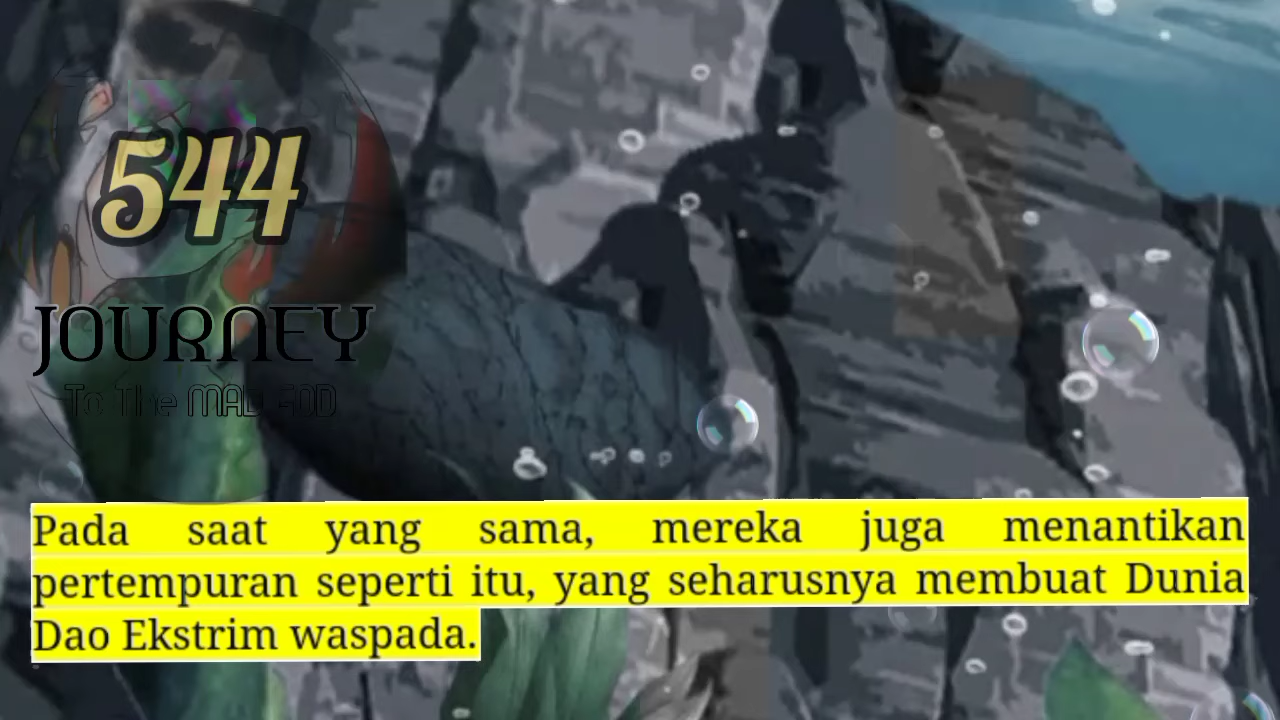 544
JOURNEY
To The MAD GOD
Pada saat yang sama, mereka juga menantikan
pertempuran seperti itu, yang seharusnya membuat Dunia
Dao Ekstrim waspada.